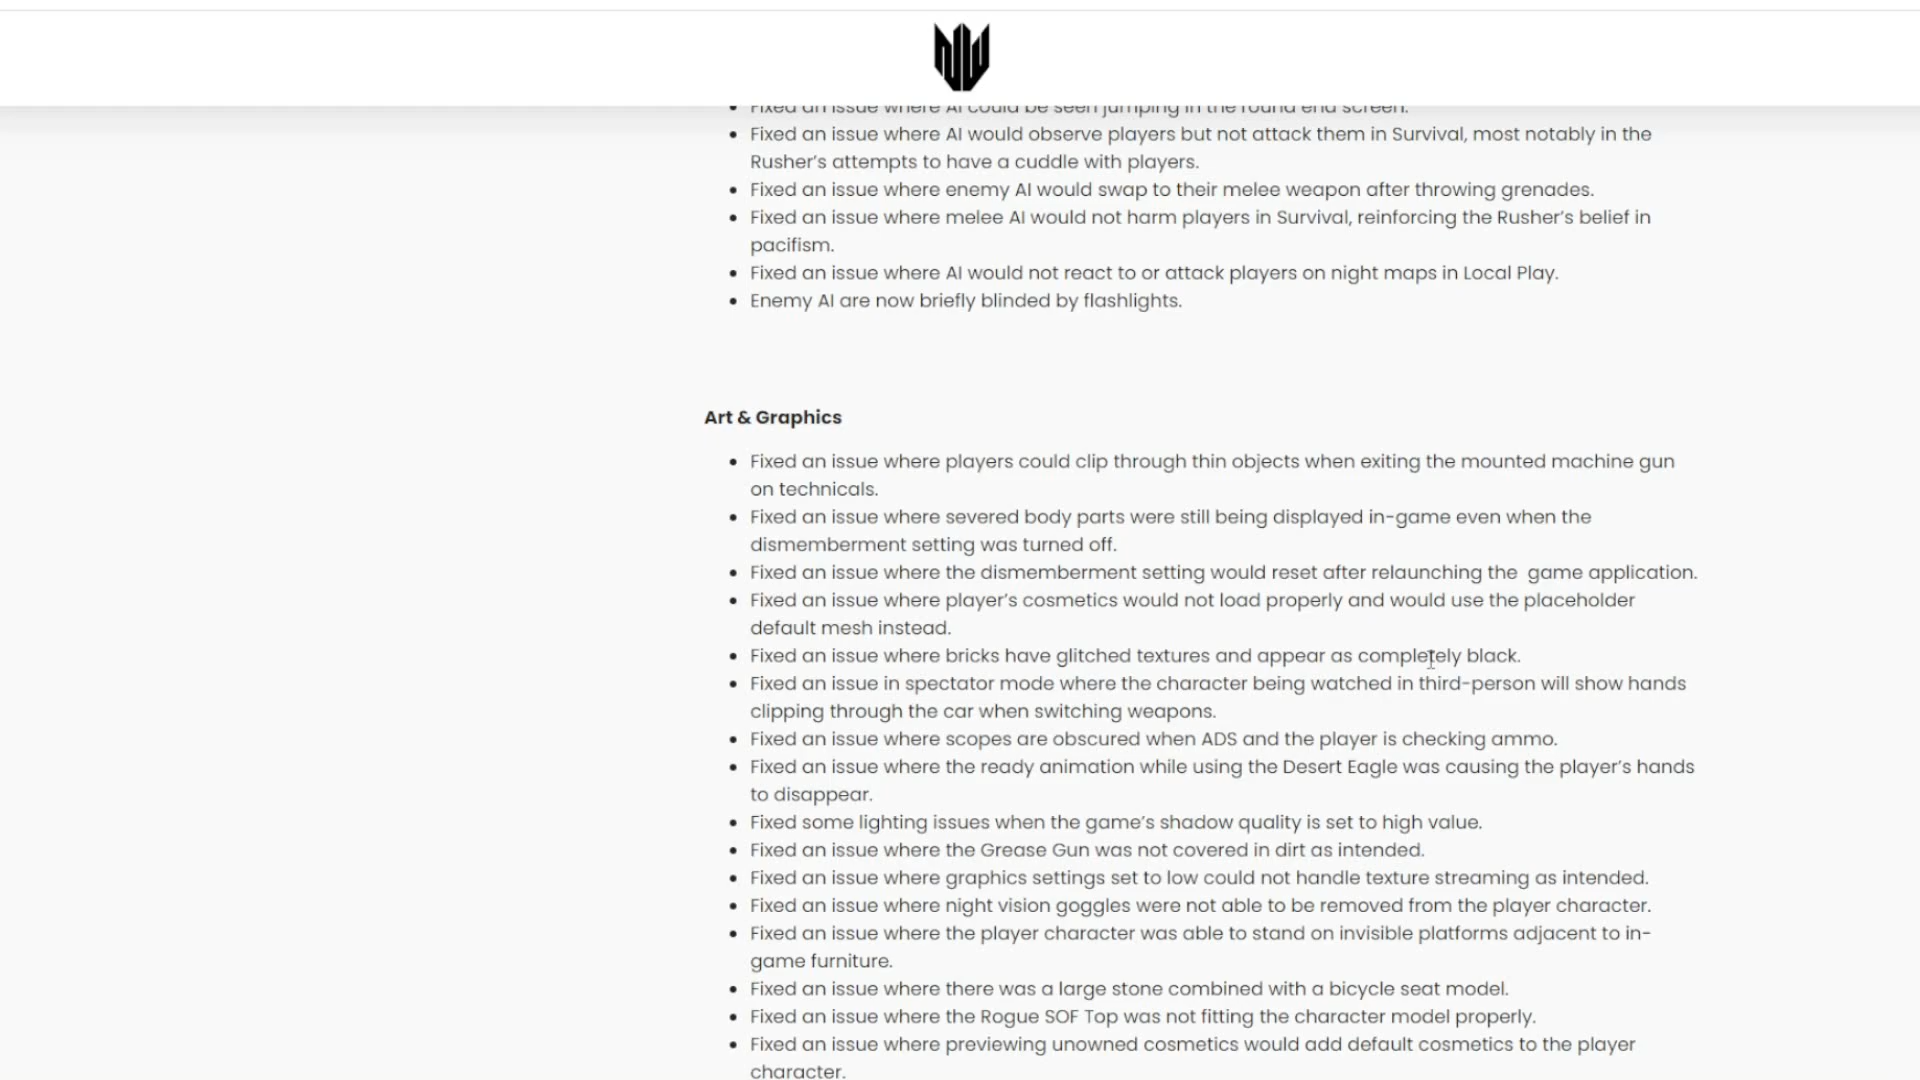 Fixed an issue where AI could be seen jumping in the round end screen.
Fixed an issue where AI would observe players but not attack them in Survival, most notably in the
Rusher’s attempts to have a cuddle with players.
Fixed an issue where enemy AI would swap to their melee weapon after throwing grenades.
Fixed an issue where melee AI would not harm players in Survival, reinforcing the Rusher’s belief in
pacifism.
Fixed an issue where AI would not react to or attack players on night maps in Local Play.
Enemy AI are now briefly blinded by flashlights.
Art & Graphics
Fixed an issue where players could clip through thin objects when exiting the mounted machine gun
on technicals.
Fixed an issue where severed body parts were still being displayed in-game even when the
dismemberment setting was turned off.
Fixed an issue where the dismemberment setting would reset after relaunching the  game application.
Fixed an issue where player’s cosmetics would not load properly and would use the placeholder
default mesh instead.
Fixed an issue where bricks have glitched textures and appear as completely black.
Fixed an issue in spectator mode where the character being watched in third-person will show hands
clipping through the car when switching weapons.
Fixed an issue where scopes are obscured when ADS and the player is checking ammo.
Fixed an issue where the ready animation while using the Desert Eagle was causing the player’s hands
to disappear.
Fixed some lighting issues when the game’s shadow quality is set to high value.
Fixed an issue where the Grease Gun was not covered in dirt as intended.
Fixed an issue where graphics settings set to low could not handle texture streaming as intended.
Fixed an issue where night vision goggles were not able to be removed from the player character.
Fixed an issue where the player character was able to stand on invisible platforms adjacent to in-
game furniture.
Fixed an issue where there was a large stone combined with a bicycle seat model.
Fixed an issue where the Rogue SOF Top was not fitting the character model properly.
Fixed an issue where previewing unowned cosmetics would add default cosmetics to the player
character.